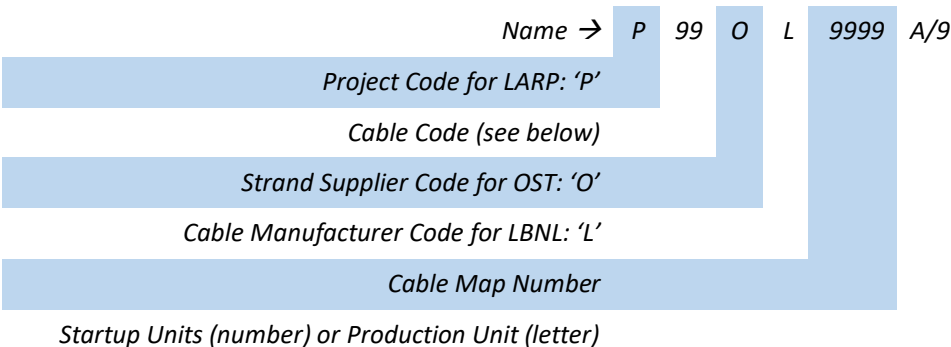 Name → P 99 O L 9999 A/9
Project Code for LARP: ‘P’
Cable Code (see below)
Strand Supplier Code for OST: ‘O’
Cable Manufacturer Code for LBNL: ‘L’
Cable Map Number
Startup Units (number) or Production Unit (letter)